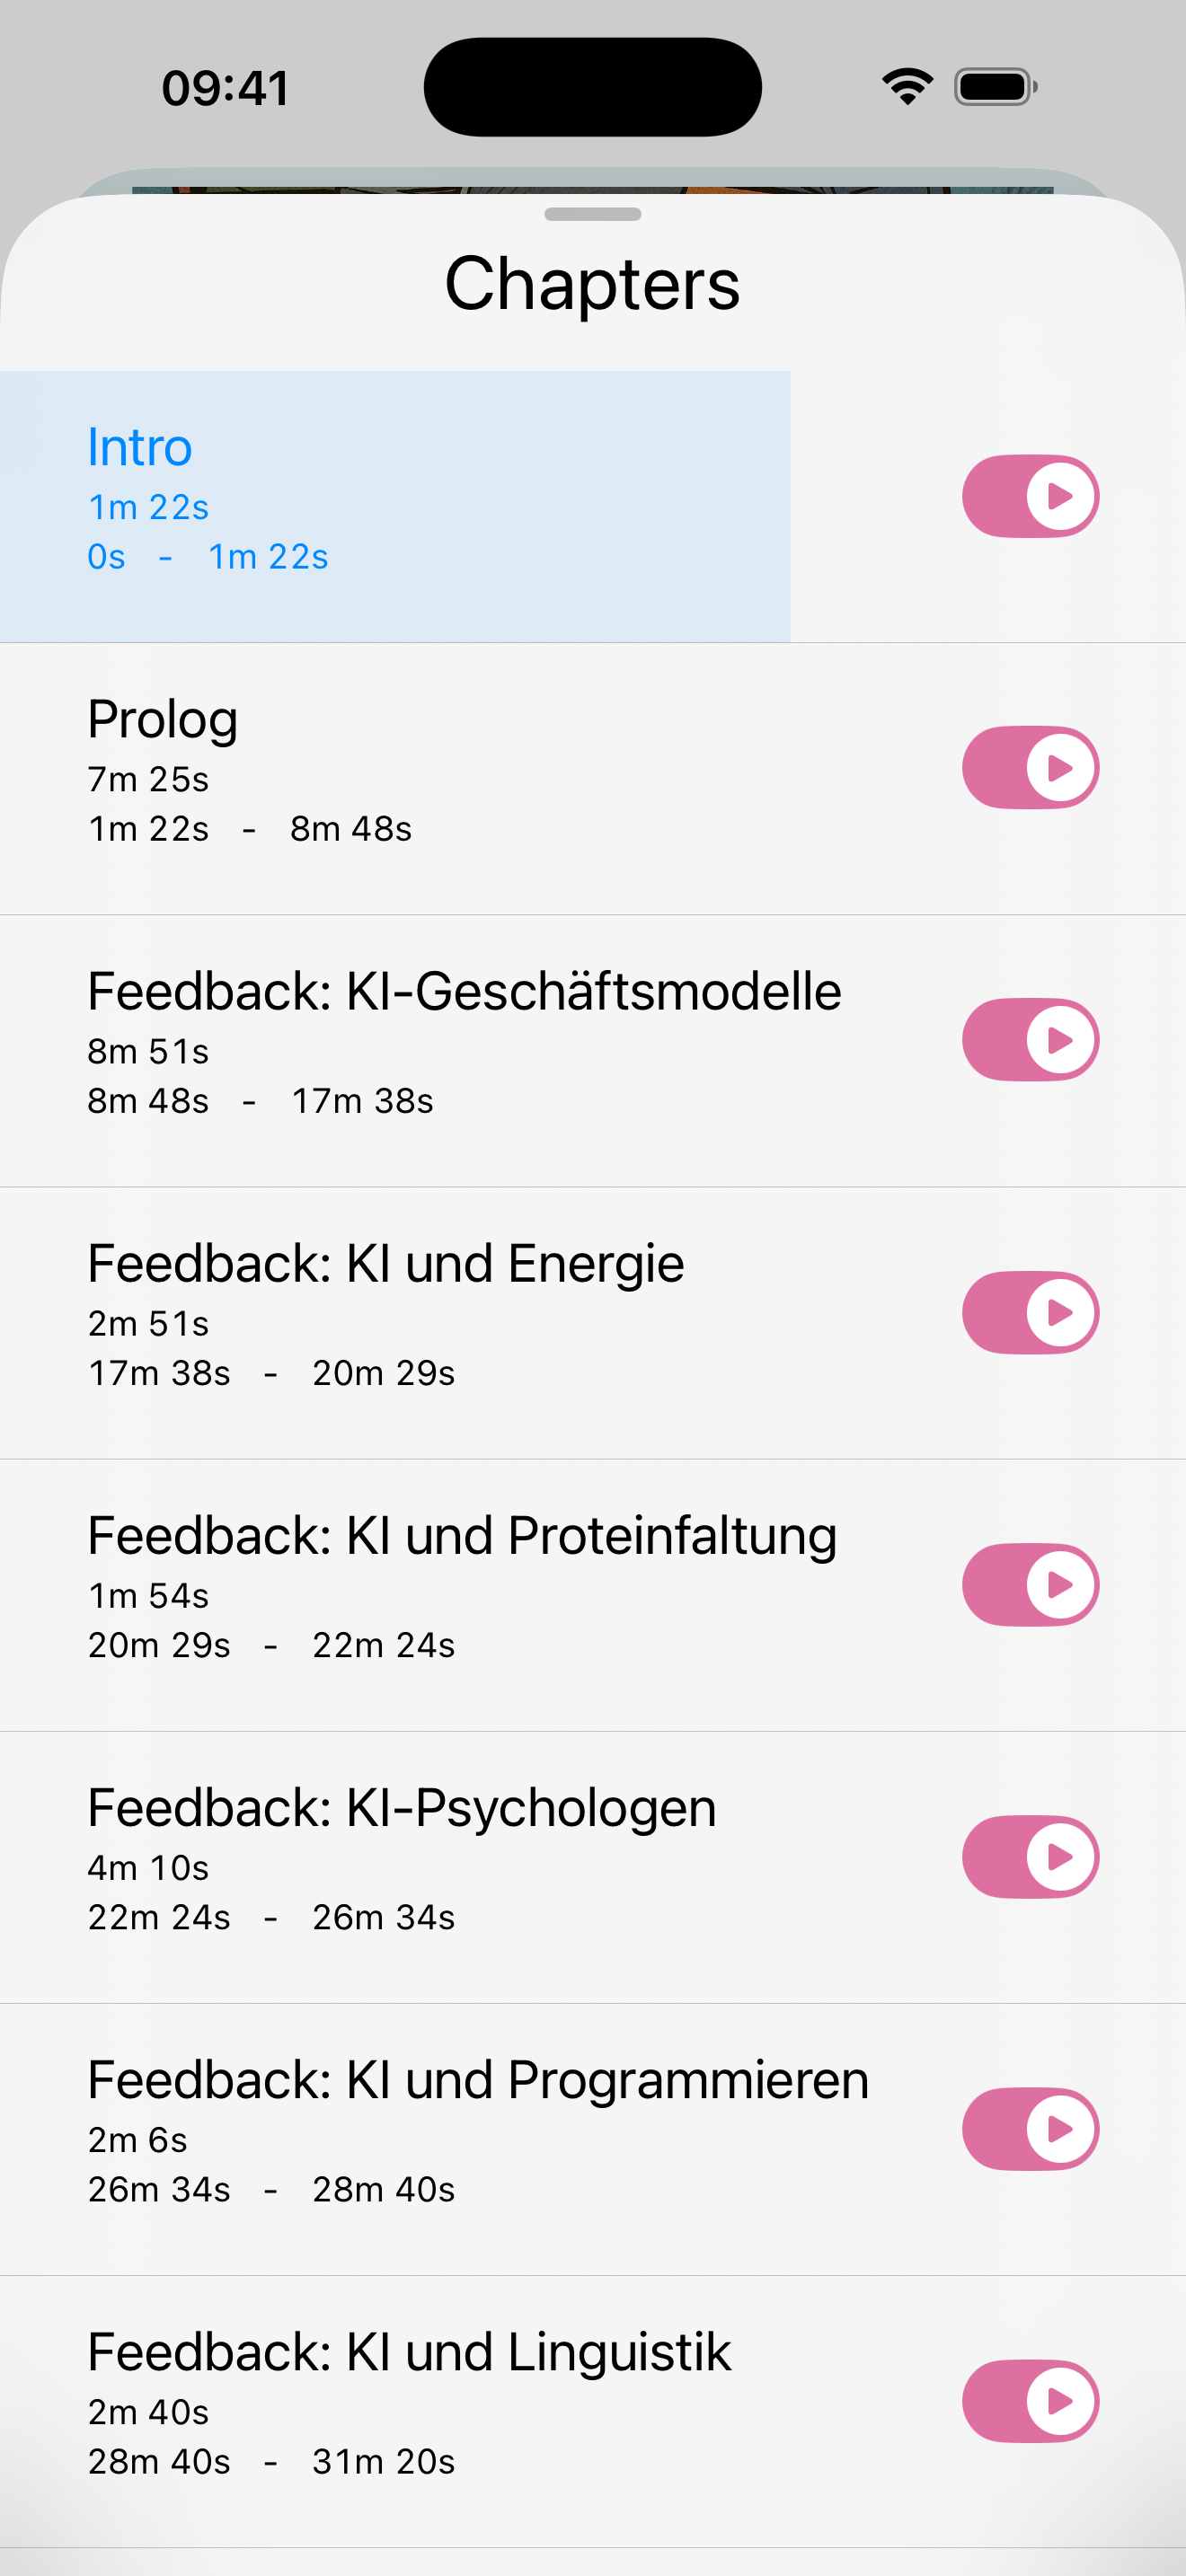 09:41
Chapters
Intro
1m 22s
0s - 1m 22s
Prolog
7m 25s
1m 22s - 8m 48s
Feedback: KI-Geschäftsmodelle
8m 51s
8m 48s - 17m 38s
Feedback: KI und Energie
2m 51s
17m 38s - 20m 29s
Feedback: KI und Proteinfaltung
1m 54s
20m 29s - 22m 24s
Feedback: KI-Psychologen
4m 10s
22m 24s - 26m 34s
Feedback: KI und Programmieren
2m 6s
26m 34s - 28m 40s
Feedback: KI und Linguistik
2m 40s
28m 40s - 31m 20s